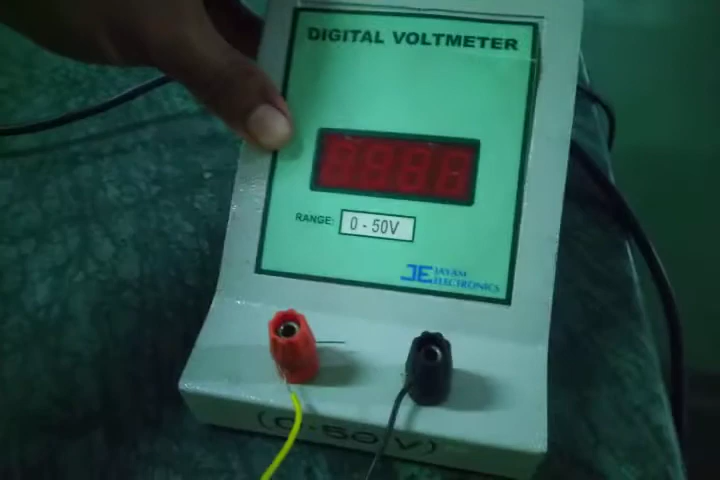 DIGITAL VOLTMETER
RANGE: 0 - 50V
JE JAYAM
ELECTRONICS
(0-50V)